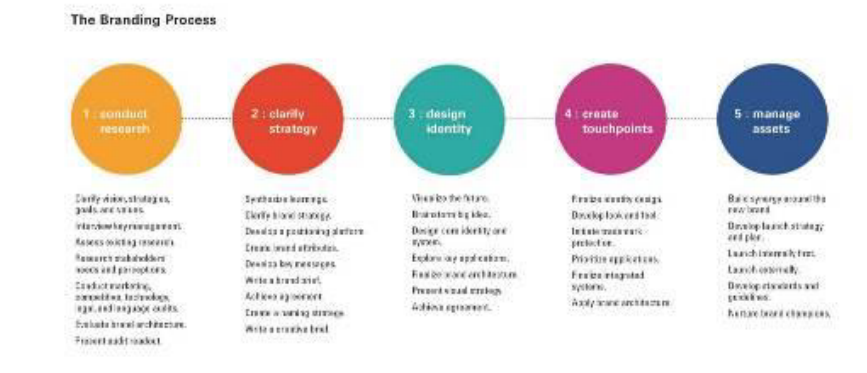 The Branding Process
1 : conduct
research
2 : clarify
strategy
3 : design
identity
4 : create
touchpoints
5 : manage
assets
Clarify vision, strategies,
goals, and values.
Interview key management.
Assess existing research.
Research stakeholders
needs and perceptions.
Conduct marketing,
competitive, technology,
legal, and language audits.
Evaluate brand architecture.
Present audit readout.
Synthesize learnings.
Clarify brand strategy.
Develop a positioning platform
Create brand attributes.
Develop key messages.
Write a brand brief.
Achieve agreement
Create a naming strategy.
Write a creative brief.
Visualize the future.
Brainstorm big idea.
Design core identity and
system.
Explore key applications.
Finalize brand architecture.
Present visual strategy.
Achieve agreement.
Finalize identity design.
Develop look and feel.
Initiate trademark
protection.
Prioritize applications.
Finalize integrated
systems.
Apply brand architecture.
Build synergy around the
new brand.
Develop launch strategy
and plan.
Launch internally first.
Launch externally.
Develop standards and
guidelines.
Nurture brand champions.